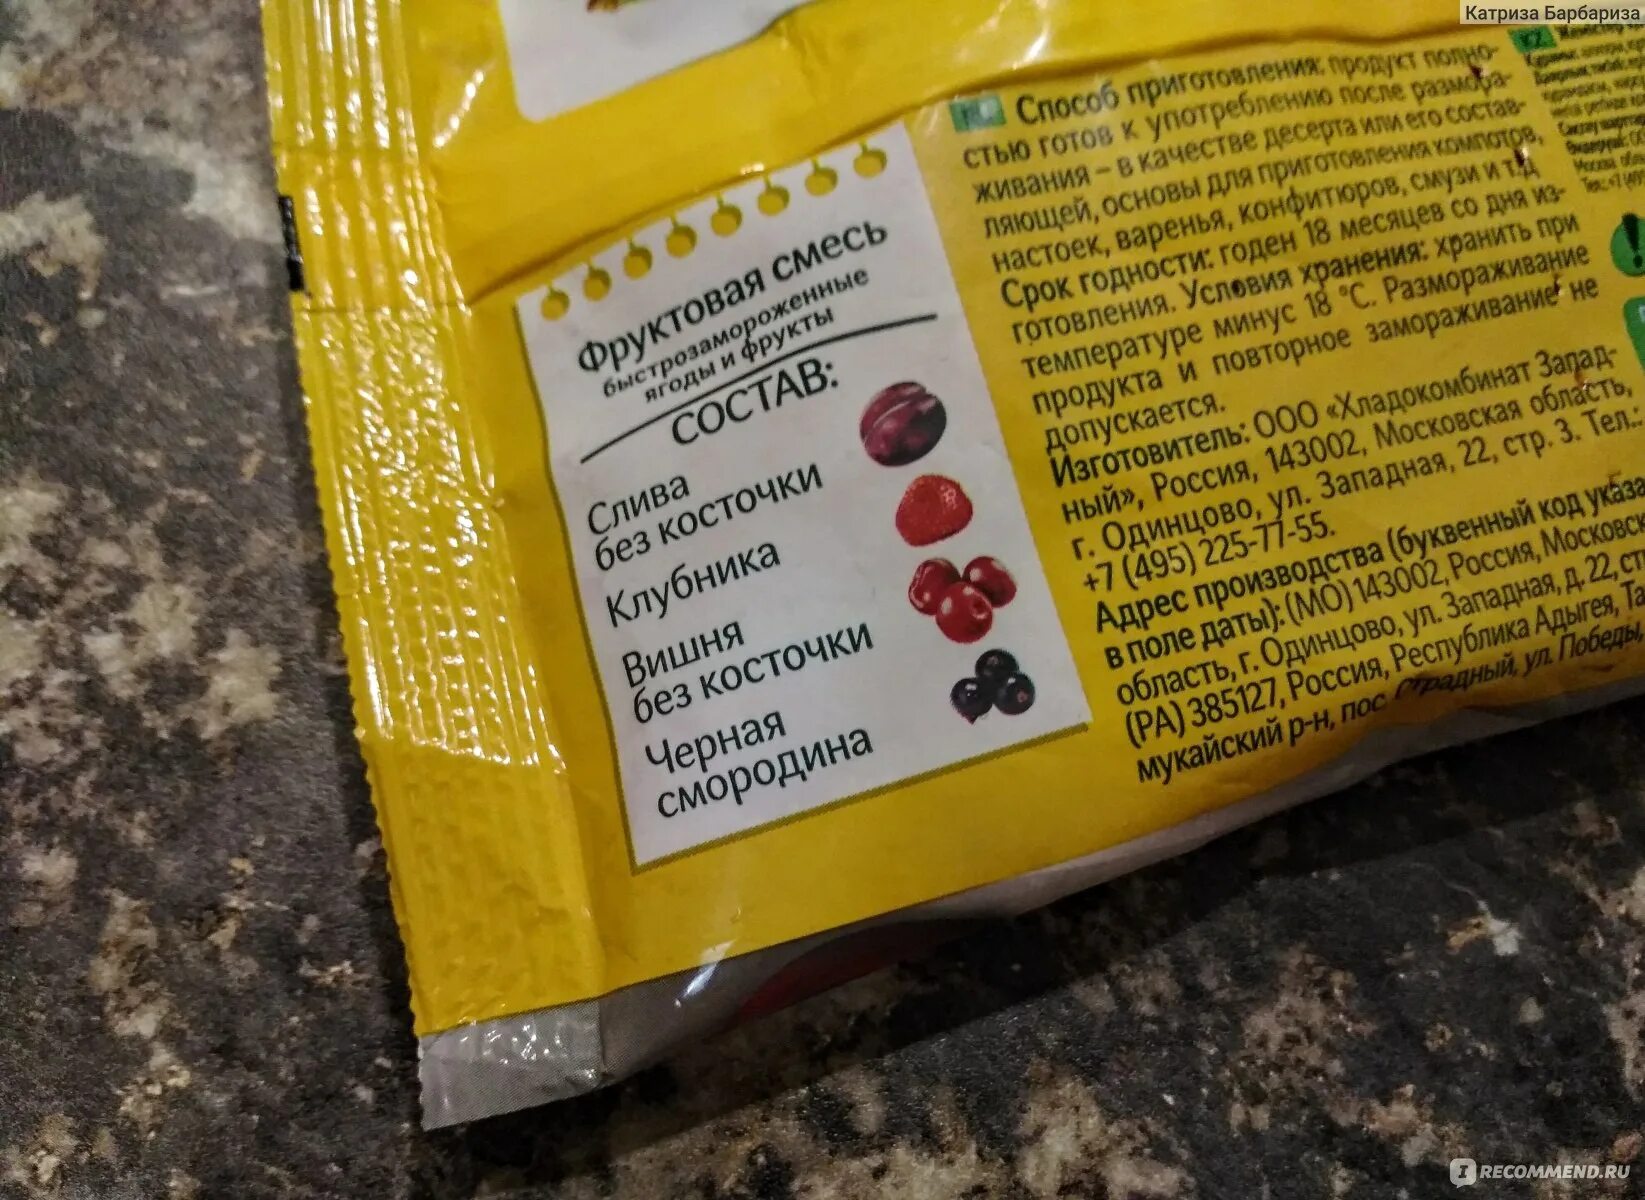 Катриза Барбариза
Фруктовая смесь
быстрозамороженные
ягоды и фрукты
СОСТАВ:
Слива
без косточки
Клубника
Вишня
без косточки
Черная
смородина
RU Способ приготовления: продукт полно-
стью готов к употреблению после размора-
живания – в качестве десерта или его состав-
ляющей, основы для приготовления компотов,
настоек, варенья, конфитюров, смузи и т.д
Срок годности: годен 18 месяцев со дня из-
готовления. Условия хранения: хранить при
температуре минус 18 °С. Размораживание
продукта и повторное замораживание не
допускается.
Изготовитель: ООО «Хладокомбинат Запад-
ный», Россия, 143002, Московская область,
г. Одинцово, ул. Западная, 22, стр. 3. Тел.:
+7 (495) 225-77-55.
Адрес производства (буквенный код указа
в поле даты): (МО) 143002, Россия, Московск
область, г. Одинцово, ул. Западная, д. 22, ст
(РА) 385127, Россия, Республика Адыгея, Та
мукайский р-н, пос Отрадный, ул. Победы,
KZ
IRECOMMEND.RU